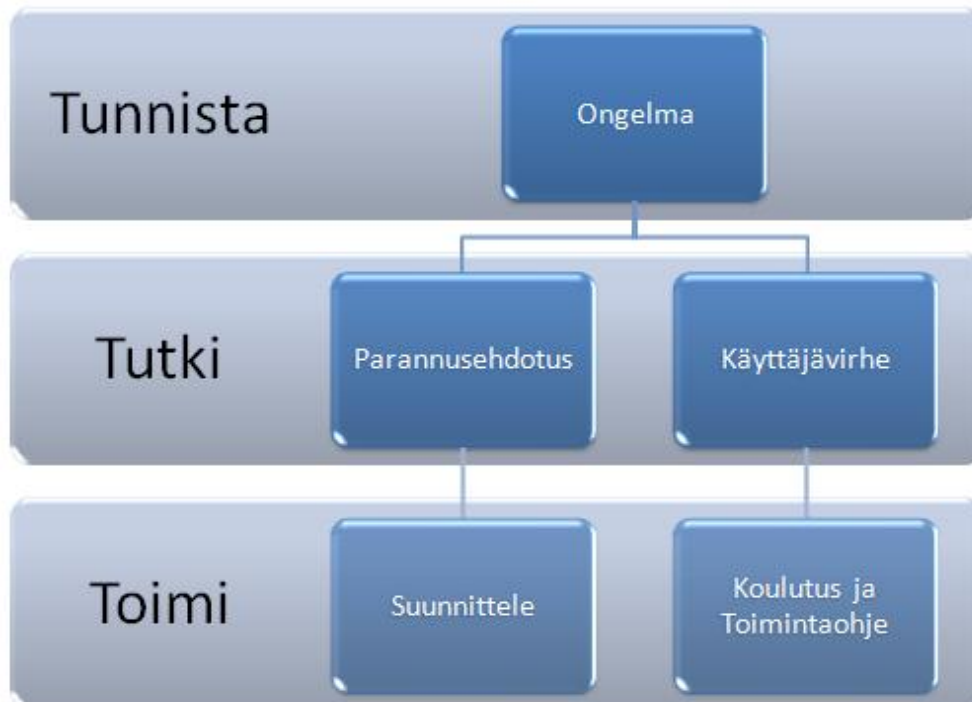 Tunnista
Ongelma
Tutki
Parannusehdotus
Käyttäjävirhe
Toimi
Suunnittele
Koulutus ja
Toimintaohje